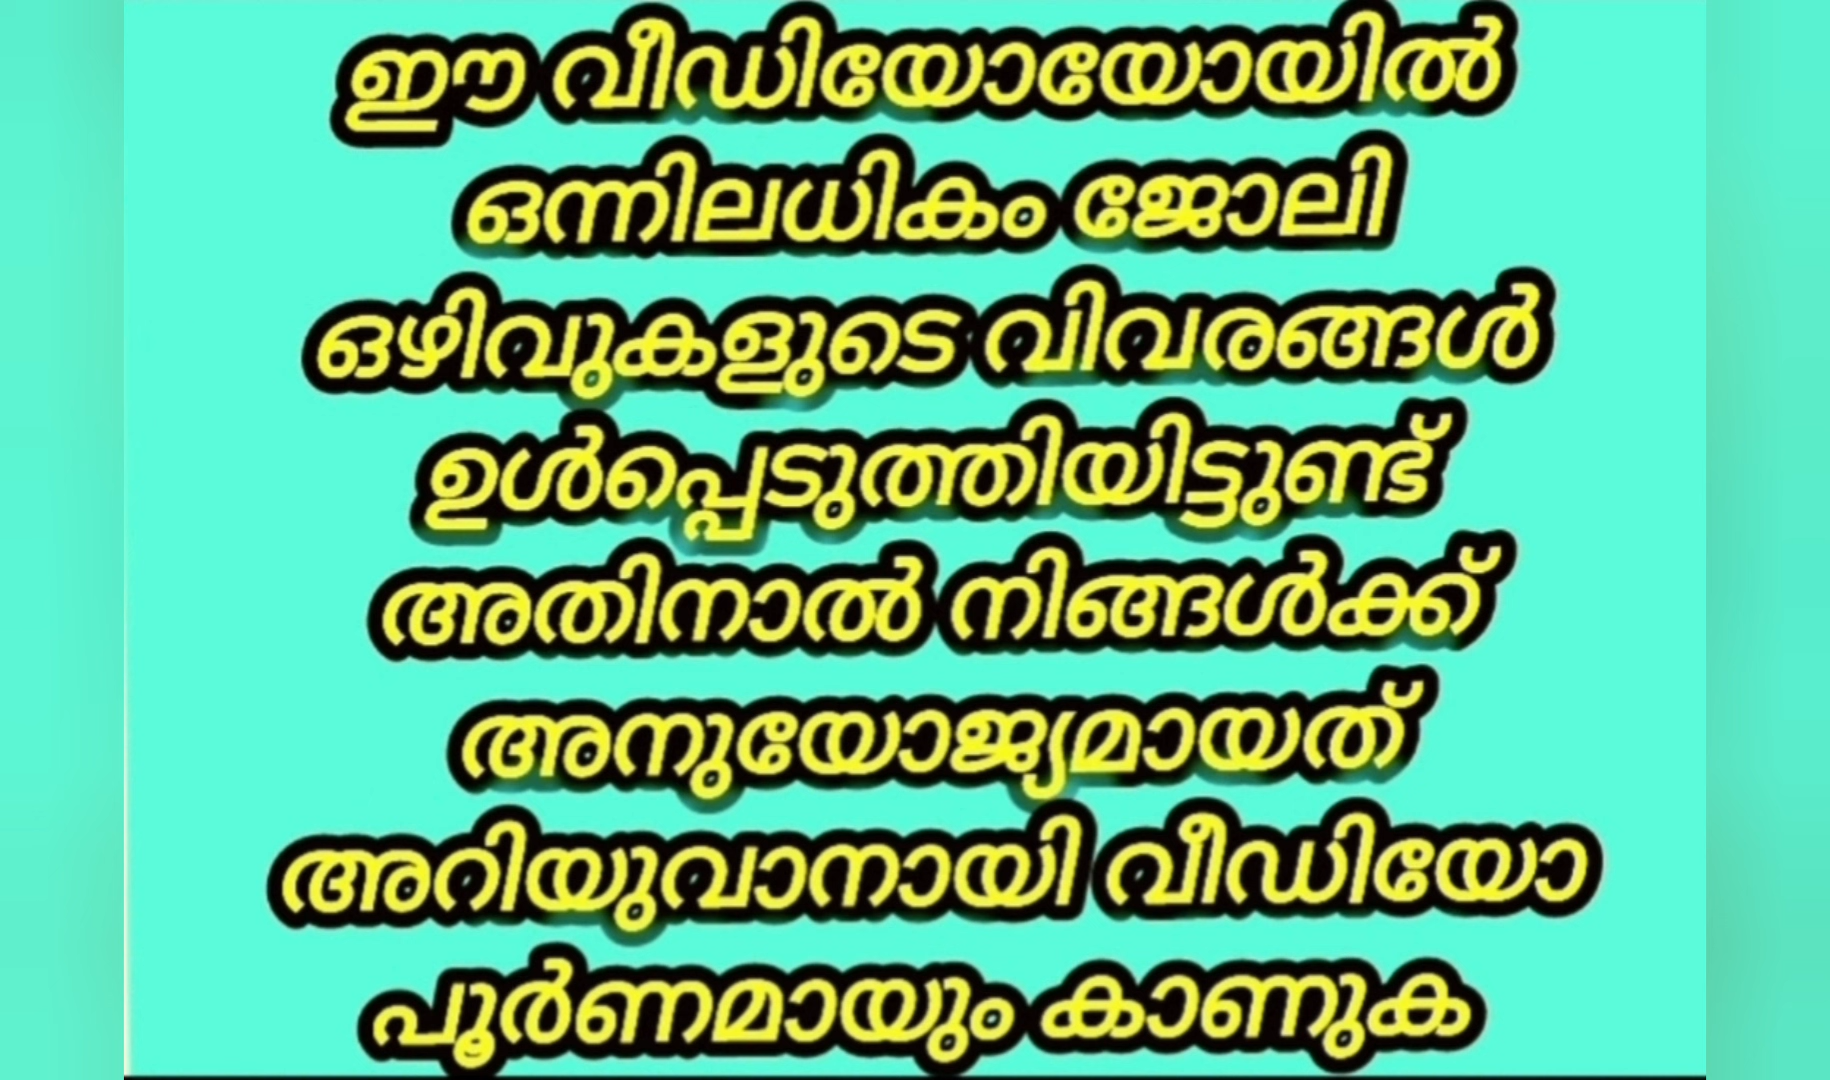 ഈ വീഡിയോയോയിൽ
ഒന്നിലധികം ജോലി
ഒഴിവുകളുടെ വിവരങ്ങൾ
ഉൾപ്പെടുത്തിയിട്ടുണ്ട്
അതിനാൽ നിങ്ങൾക്ക്
അനുയോജ്യമായത്
അറിയുവാനായി വീഡിയോ
പൂർണമായും കാണുക